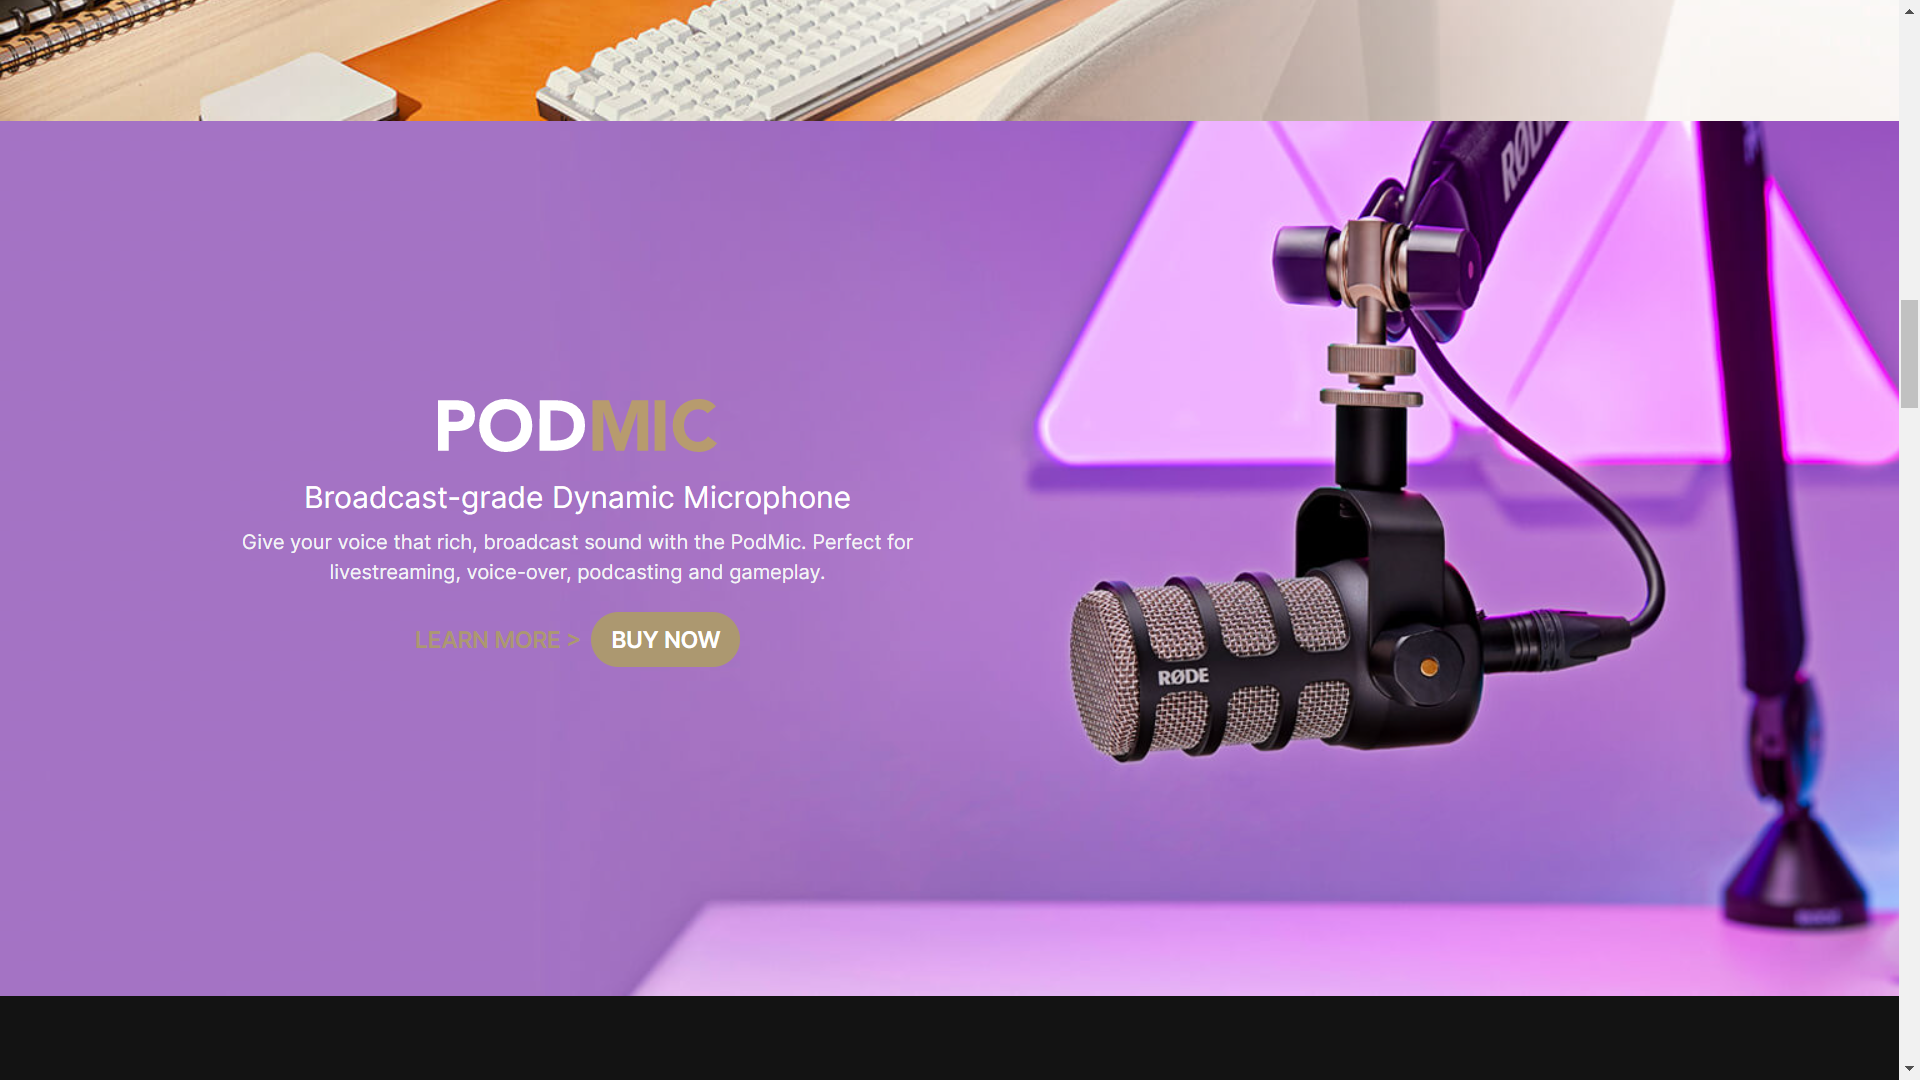 RØDE
PODMIC
Broadcast-grade Dynamic Microphone
Give your voice that rich, broadcast sound with the PodMic. Perfect for
livestreaming, voice-over, podcasting and gameplay.
LEARN MORE > BUY NOW
RØDE